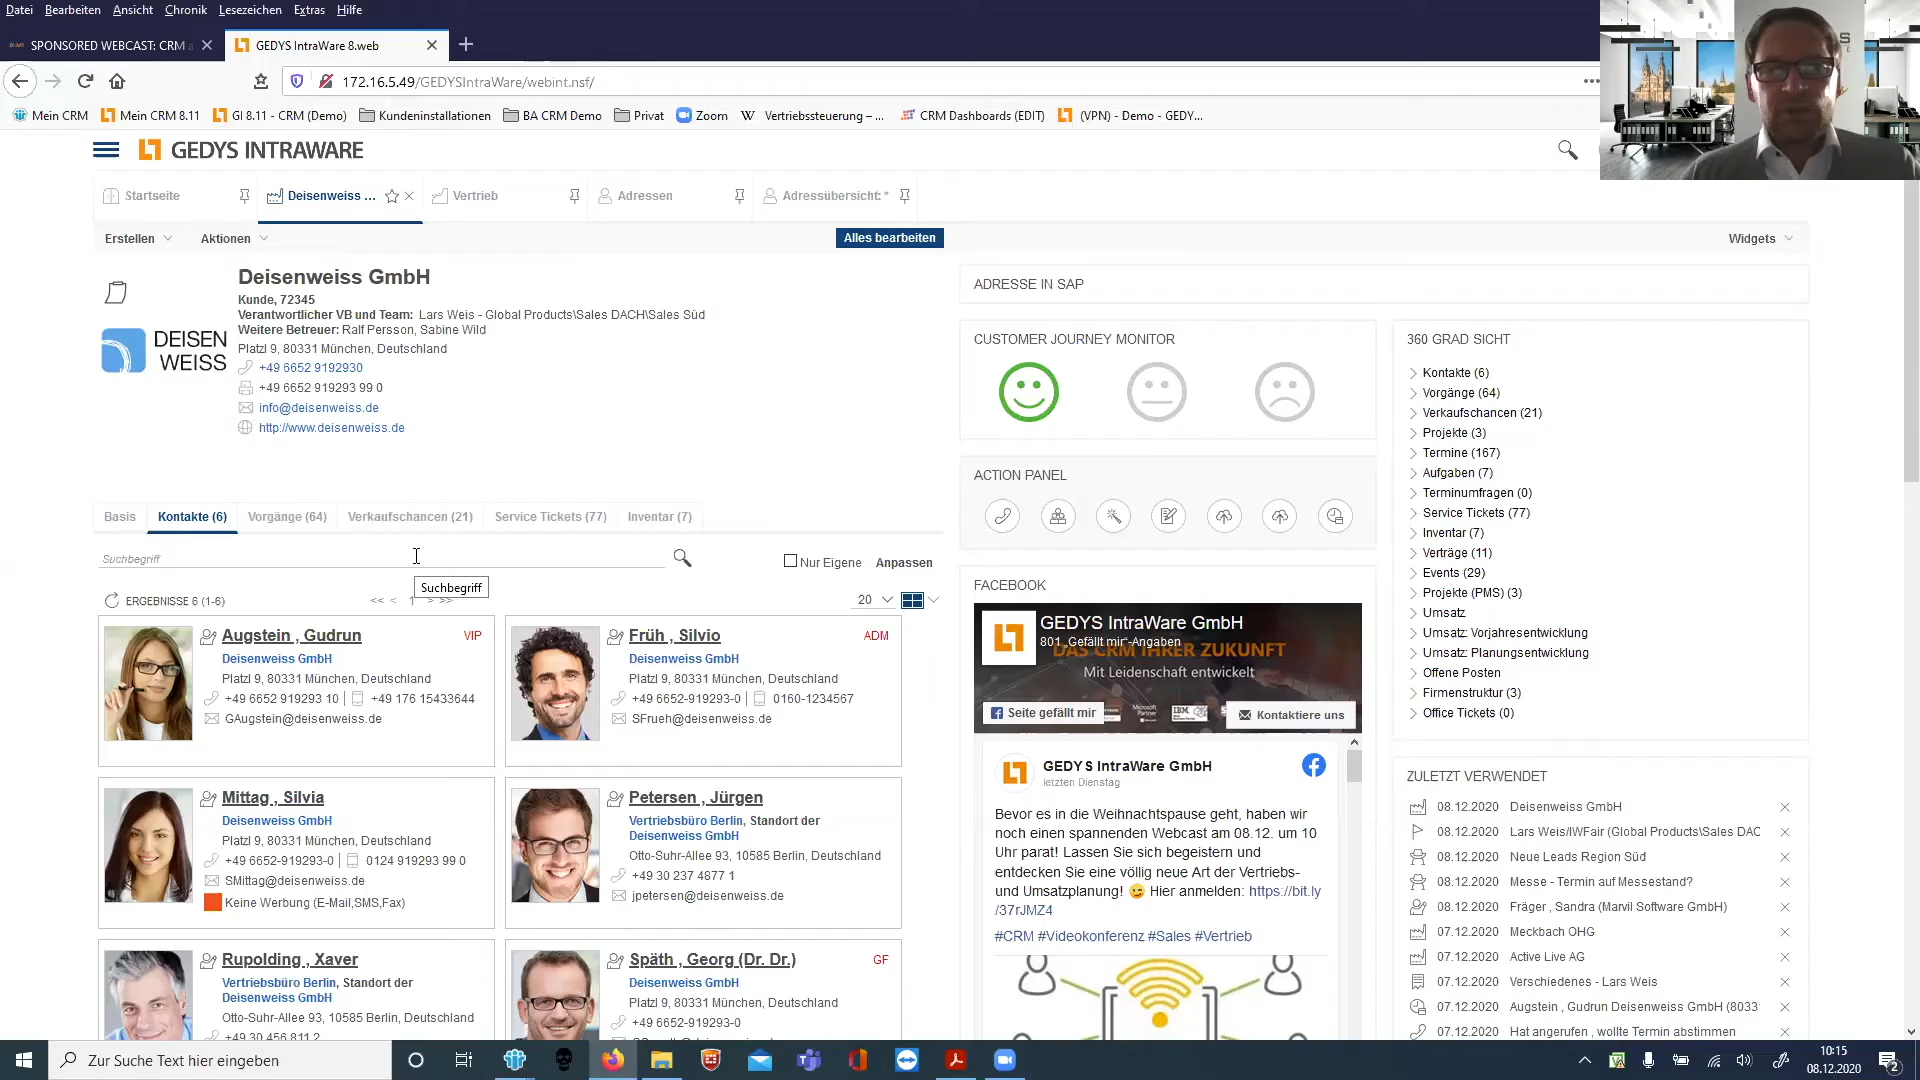 Datei Bearbeiten Ansicht Chronik Lesezeichen Extras Hilfe
SPONSORED WEBCAST: CRM
GEDYS IntraWare 8.web
172.16.5.49/GEDYSIntraWare/webint.nsf/
Mein CRM Mein CRM 8.11 GI 8.11 - CRM (Demo) Kundeninstallationen BA CRM Demo Privat Zoom W Vertriebssteuerung – ... CRM Dashboards (EDIT) (VPN) - Demo - GEDY...
GEDYS INTRAWARE
Startseite Deisenweiss ... Vertrieb Adressen Adressübersicht: *
Erstellen Aktionen Alles bearbeiten Widgets
Deisenweiss GmbH
Kunde, 72345
Verantwortlicher VB und Team: Lars Weis - Global Products\Sales DACH\Sales Süd
Weitere Betreuer: Ralf Persson, Sabine Wild
Platzl 9, 80331 München, Deutschland
+49 6652 9192930
+49 6652 919293 99 0
info@deisenweiss.de
http://www.deisenweiss.de
DEISEN
WEISS
Basis Kontakte (6) Vorgänge (64) Verkaufschancen (21) Service Tickets (77) Inventar (7)
Suchbegriff
Nur Eigene Anpassen
Suchbegriff
ERGEBNISSE 6 (1-6) << < 1 > >> 20
Augstein , Gudrun VIP
Deisenweiss GmbH
Platzl 9, 80331 München, Deutschland
+49 6652 919293 10 | +49 176 15433644
GAugstein@deisenweiss.de
Früh , Silvio ADM
Deisenweiss GmbH
Platzl 9, 80331 München, Deutschland
+49 6652-919293-0 | 0160-1234567
SFrueh@deisenweiss.de
Mittag , Silvia
Deisenweiss GmbH
Platzl 9, 80331 München, Deutschland
+49 6652-919293-0 | 0124 919293 99 0
SMittag@deisenweiss.de
Keine Werbung (E-Mail,SMS,Fax)
Petersen , Jürgen
Vertriebsbüro Berlin, Standort der
Deisenweiss GmbH
Otto-Suhr-Allee 93, 10585 Berlin, Deutschland
+49 30 237 4877 1
jpetersen@deisenweiss.de
Rupolding , Xaver
Vertriebsbüro Berlin, Standort der
Deisenweiss GmbH
Otto-Suhr-Allee 93, 10585 Berlin, Deutschland
+49 30 456 811 2
Späth , Georg (Dr. Dr.) GF
Deisenweiss GmbH
Platzl 9, 80331 München, Deutschland
+49 6652-919293-0
ADRESSE IN SAP
CUSTOMER JOURNEY MONITOR
ACTION PANEL
FACEBOOK
GEDYS IntraWare GmbH
801 „Gefällt mir“-Angaben
DAS CRM IHRER ZUKUNFT
Mit Leidenschaft entwickelt
Seite gefällt mir
Microsoft
Partner
IBM
Kontaktiere uns
GEDYS IntraWare GmbH
letzten Dienstag
Bevor es in die Weihnachtspause geht, haben wir
noch einen spannenden Webcast am 08.12. um 10
Uhr parat! Lassen Sie sich begeistern und
entdecken Sie eine völlig neue Art der Vertriebs-
und Umsatzplanung! 😉 Hier anmelden: https://bit.ly
/37rJMZ4
#CRM #Videokonferenz #Sales #Vertrieb
360 GRAD SICHT
Kontakte (6)
Vorgänge (64)
Verkaufschancen (21)
Projekte (3)
Termine (167)
Aufgaben (7)
Terminumfragen (0)
Service Tickets (77)
Inventar (7)
Verträge (11)
Events (29)
Projekte (PMS) (3)
Umsatz
Umsatz: Vorjahresentwicklung
Umsatz: Planungsentwicklung
Offene Posten
Firmenstruktur (3)
Office Tickets (0)
ZULETZT VERWENDET
08.12.2020 Deisenweiss GmbH
08.12.2020 Lars Weis/IWFair (Global Products\Sales DAC
08.12.2020 Neue Leads Region Süd
08.12.2020 Messe - Termin auf Messestand?
08.12.2020 Fräger , Sandra (Marvil Software GmbH)
07.12.2020 Meckbach OHG
07.12.2020 Active Live AG
07.12.2020 Verschiedenes - Lars Weis
07.12.2020 Augstein , Gudrun Deisenweiss GmbH (8033
07.12.2020 Hat angerufen , wollte Termin abstimmen
Zur Suche Text hier eingeben
10:15
08.12.2020
2